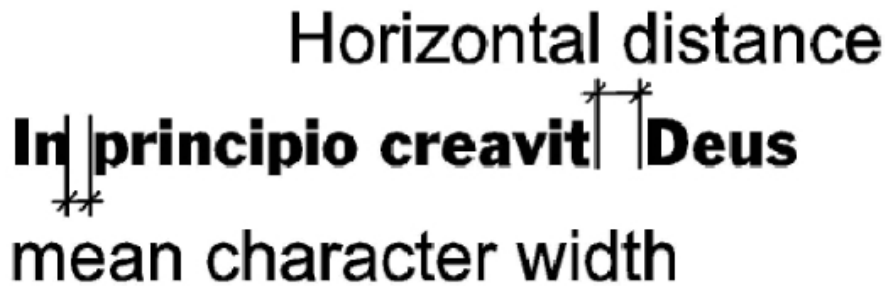 Horizontal distance
In principio creavit Deus
mean character width